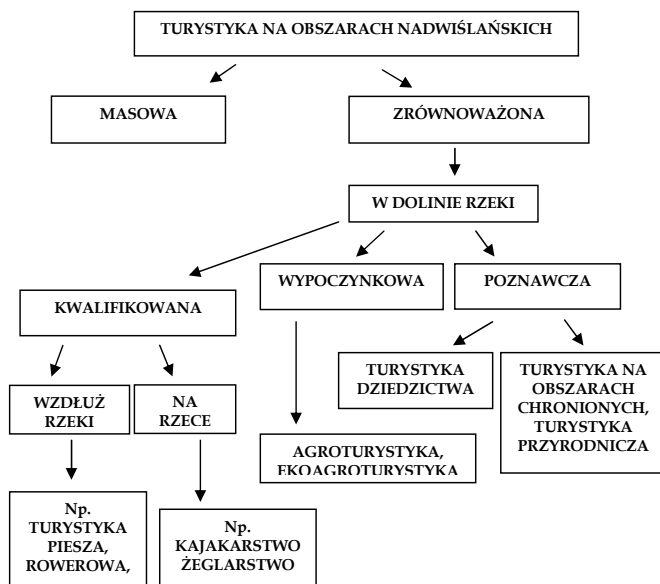 TURYSTYKA NA OBSZARACH NADWIŚLAŃSKICH
MASOWA
ZRÓWNOWAŻONA
W DOLINIE RZEKI
KWALIFIKOWANA
WYPOCZYNKOWA
POZNAWCZA
WZDŁUŻ
RZEKI
NA
RZECE
TURYSTYKA
DZIEDZICTWA
TURYSTYKA NA
OBSZARACH
CHRONIONYCH,
TURYSTYKA
PRZYRODNICZA
AGROTURYSTYKA,
EKOAGROTURYSTYKA
Np.
TURYSTYKA
PIESZA,
ROWEROWA,
Np.
KAJAKARSTWO
ŻEGLARSTWO